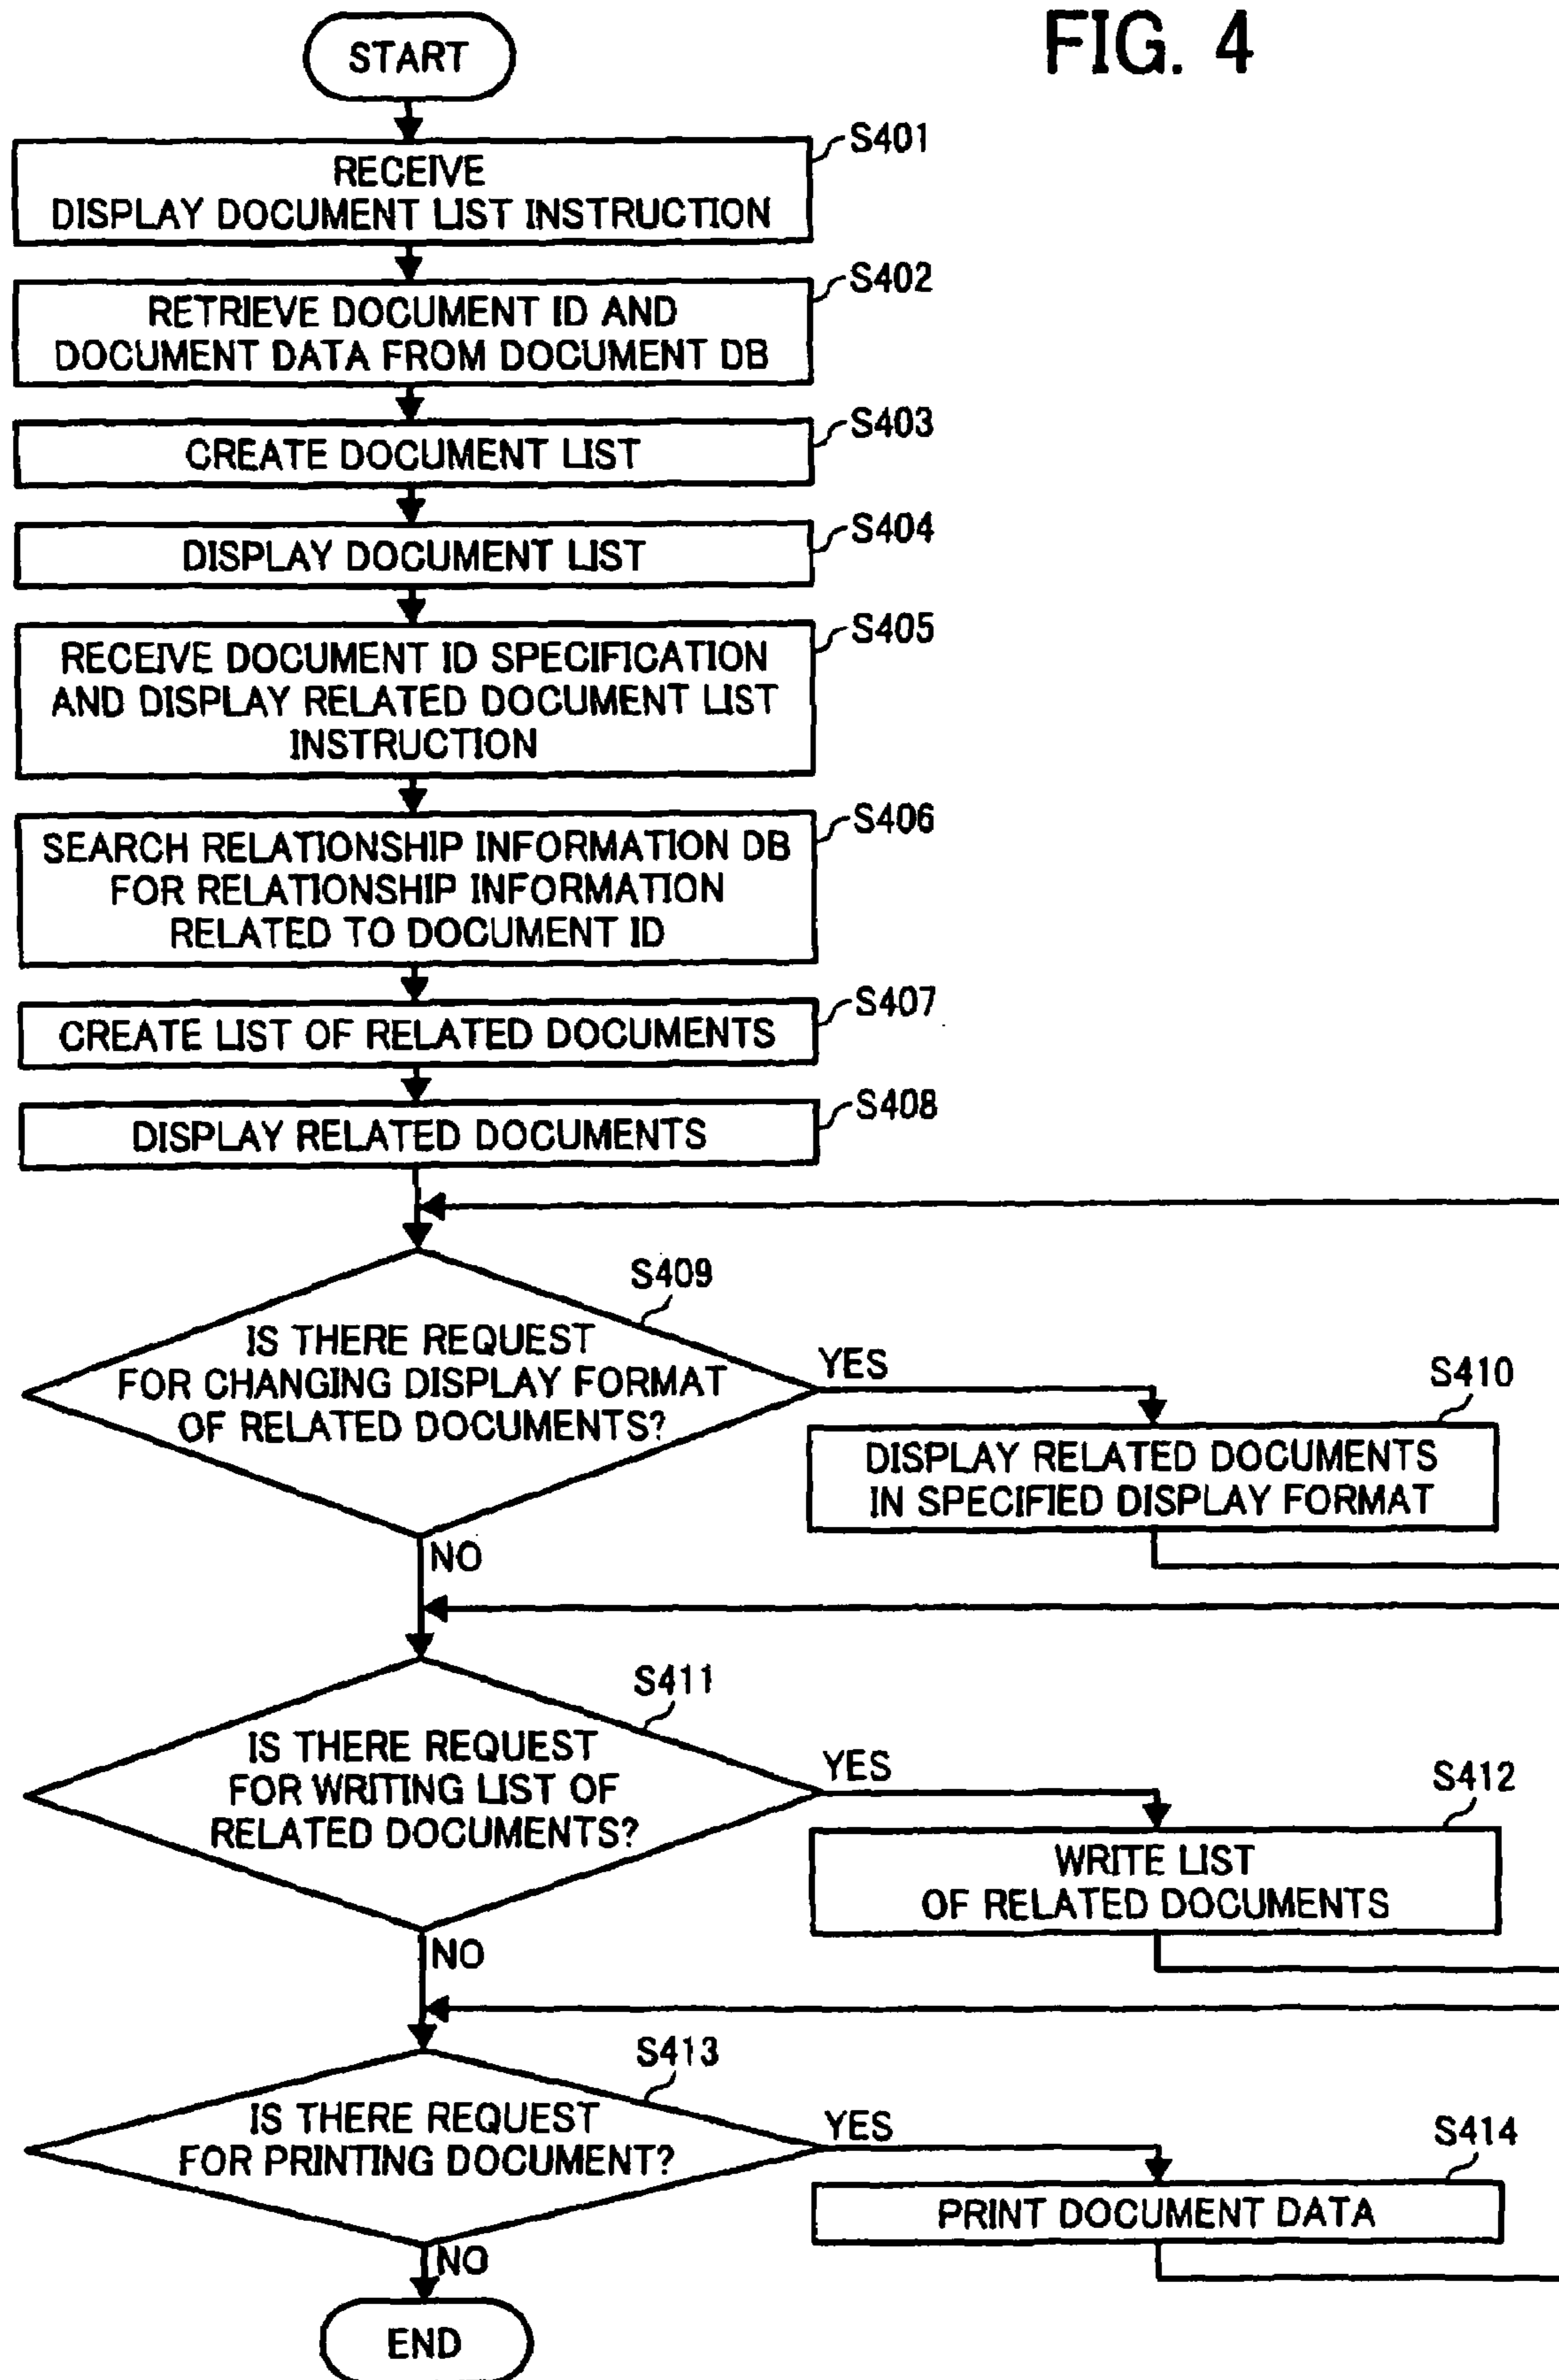 FIG. 4
START
S401
RECEIVE
DISPLAY DOCUMENT LIST INSTRUCTION
S402
RETRIEVE DOCUMENT ID AND
DOCUMENT DATA FROM DOCUMENT DB
S403
CREATE DOCUMENT LIST
S404
DISPLAY DOCUMENT LIST
S405
RECEIVE DOCUMENT ID SPECIFICATION
AND DISPLAY RELATED DOCUMENT LIST
INSTRUCTION
S406
SEARCH RELATIONSHIP INFORMATION DB
FOR RELATIONSHIP INFORMATION
RELATED TO DOCUMENT ID
S407
CREATE LIST OF RELATED DOCUMENTS
S408
DISPLAY RELATED DOCUMENTS
S409
IS THERE REQUEST
FOR CHANGING DISPLAY FORMAT
OF RELATED DOCUMENTS?
YES
S410
DISPLAY RELATED DOCUMENTS
IN SPECIFIED DISPLAY FORMAT
NO
S411
IS THERE REQUEST
FOR WRITING LIST OF
RELATED DOCUMENTS?
YES
S412
WRITE LIST
OF RELATED DOCUMENTS
NO
S413
IS THERE REQUEST
FOR PRINTING DOCUMENT?
YES
S414
PRINT DOCUMENT DATA
NO
END